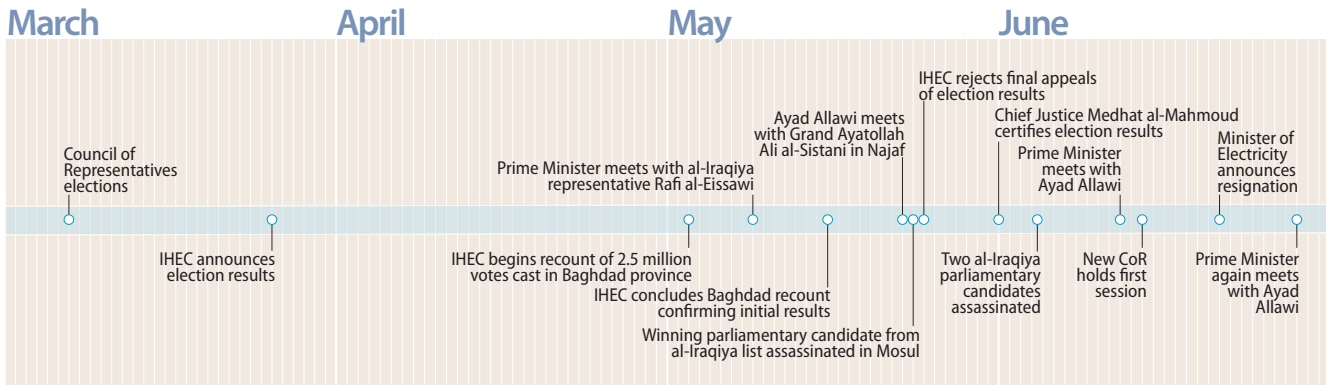 March
April
May
June
Council of
Representatives
elections
IHEC announces
election results
IHEC begins recount of 2.5 million
votes cast in Baghdad province
Prime Minister meets with al-Iraqiya
representative Rafi al-Eissawi
IHEC concludes Baghdad recount
confirming initial results
Ayad Allawi meets
with Grand Ayatollah
Ali al-Sistani in Najaf
Winning parliamentary candidate from
al-Iraqiya list assassinated in Mosul
IHEC rejects final appeals
of election results
Chief Justice Medhat al-Mahmoud
certifies election results
Two al-Iraqiya
parliamentary
candidates
assassinated
Prime Minister
meets with
Ayad Allawi
New CoR
holds first
session
Minister of
Electricity
announces
resignation
Prime Minister
again meets
with Ayad
Allawi